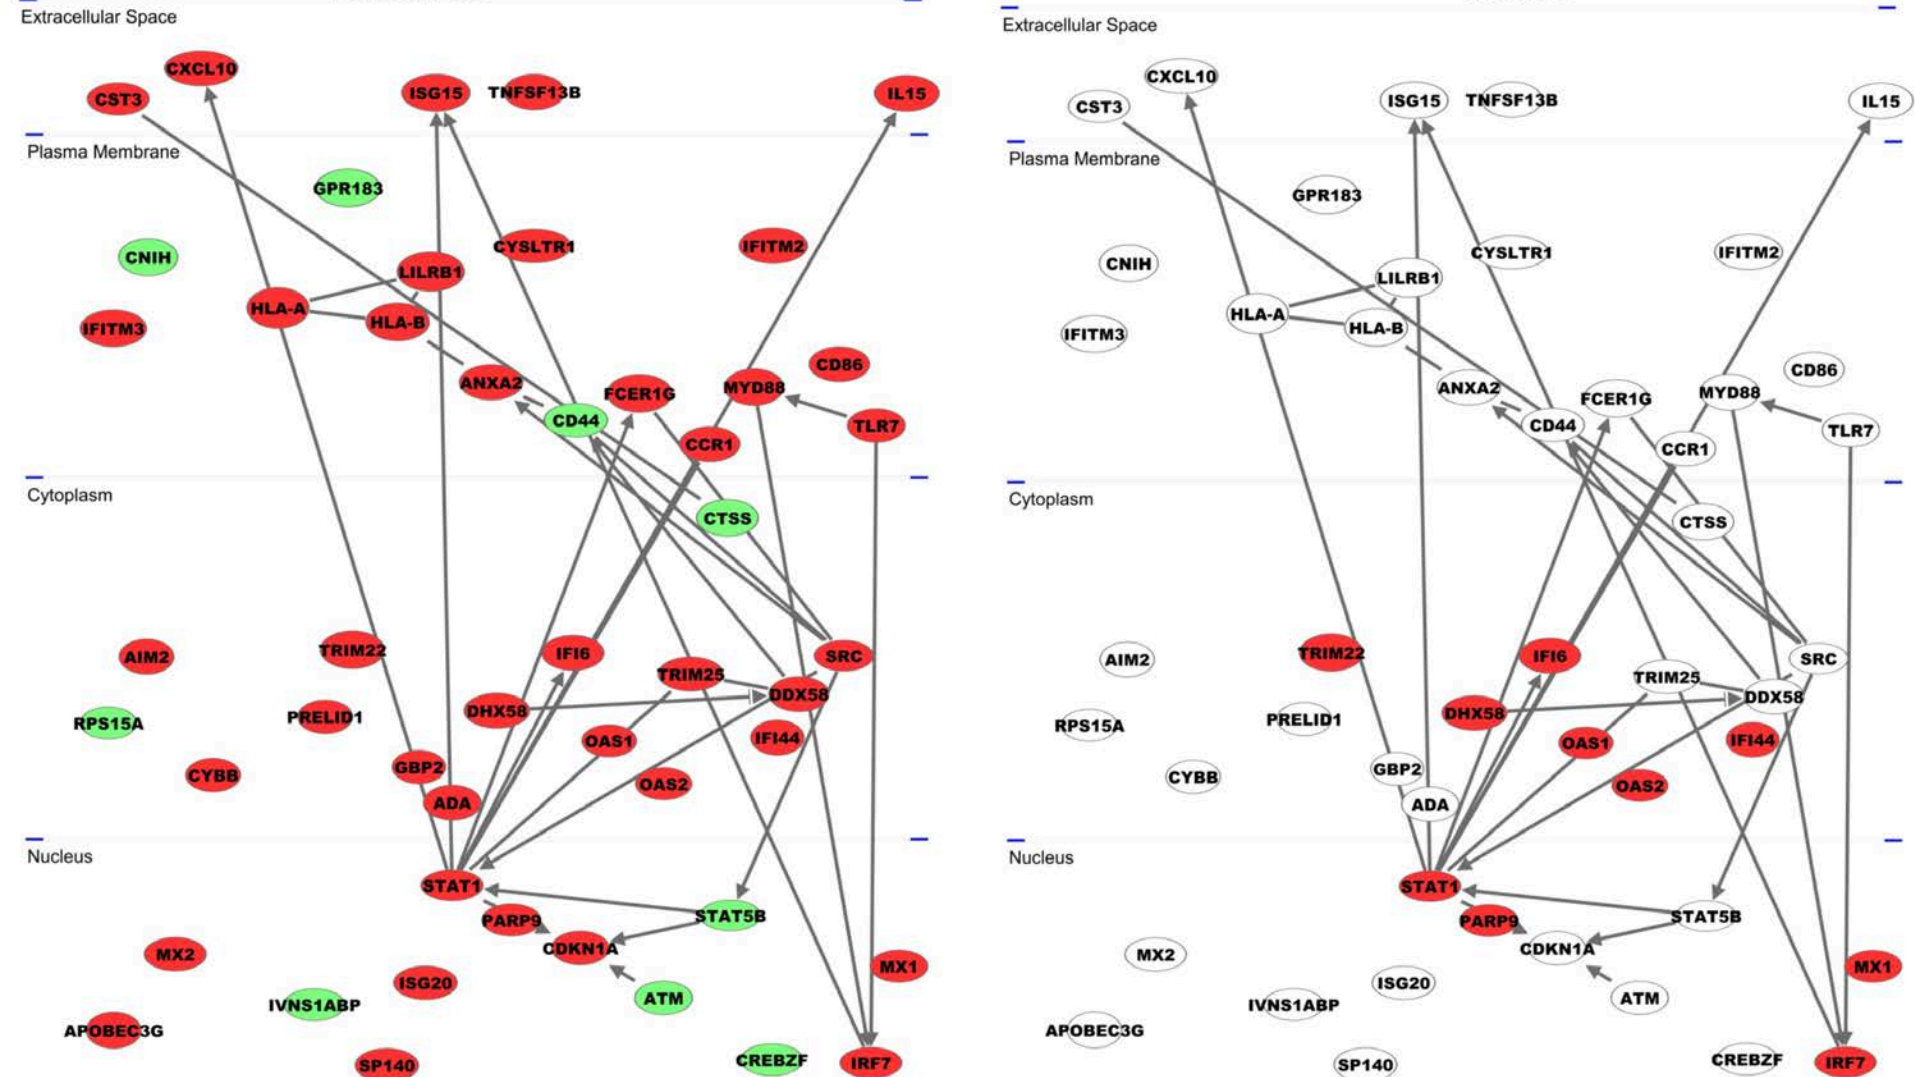 Extracellular Space
CXCL10
CST3
ISG15
TNFSF13B
IL15
Plasma Membrane
GPR183
CNIH
CYSLTR1
IFITM2
LILRB1
HLA-A
HLA-B
IFITM3
ANXA2
FCER1G
MYD88
CD86
CD44
TLR7
CCR1
Cytoplasm
CTSS
AIM2
TRIM22
IFI6
SRC
TRIM25
DDX58
RPS15A
PRELID1
DHX58
OAS1
IFI44
CYBB
GBP2
OAS2
ADA
Nucleus
STAT1
PARP9
STAT5B
CDKN1A
MX2
MX1
ISG20
IVNS1ABP
ATM
APOBEC3G
SP140
CREBZF
IRF7
Extracellular Space
CXCL10
CST3
ISG15
TNFSF13B
IL15
Plasma Membrane
GPR183
CNIH
CYSLTR1
IFITM2
LILRB1
HLA-A
HLA-B
IFITM3
ANXA2
FCER1G
MYD88
CD86
CD44
TLR7
CCR1
Cytoplasm
CTSS
AIM2
TRIM22
IFI6
SRC
TRIM25
DDX58
RPS15A
PRELID1
DHX58
OAS1
IFI44
CYBB
GBP2
OAS2
ADA
Nucleus
STAT1
PARP9
STAT5B
CDKN1A
MX2
MX1
ISG20
IVNS1ABP
ATM
APOBEC3G
SP140
CREBZF
IRF7